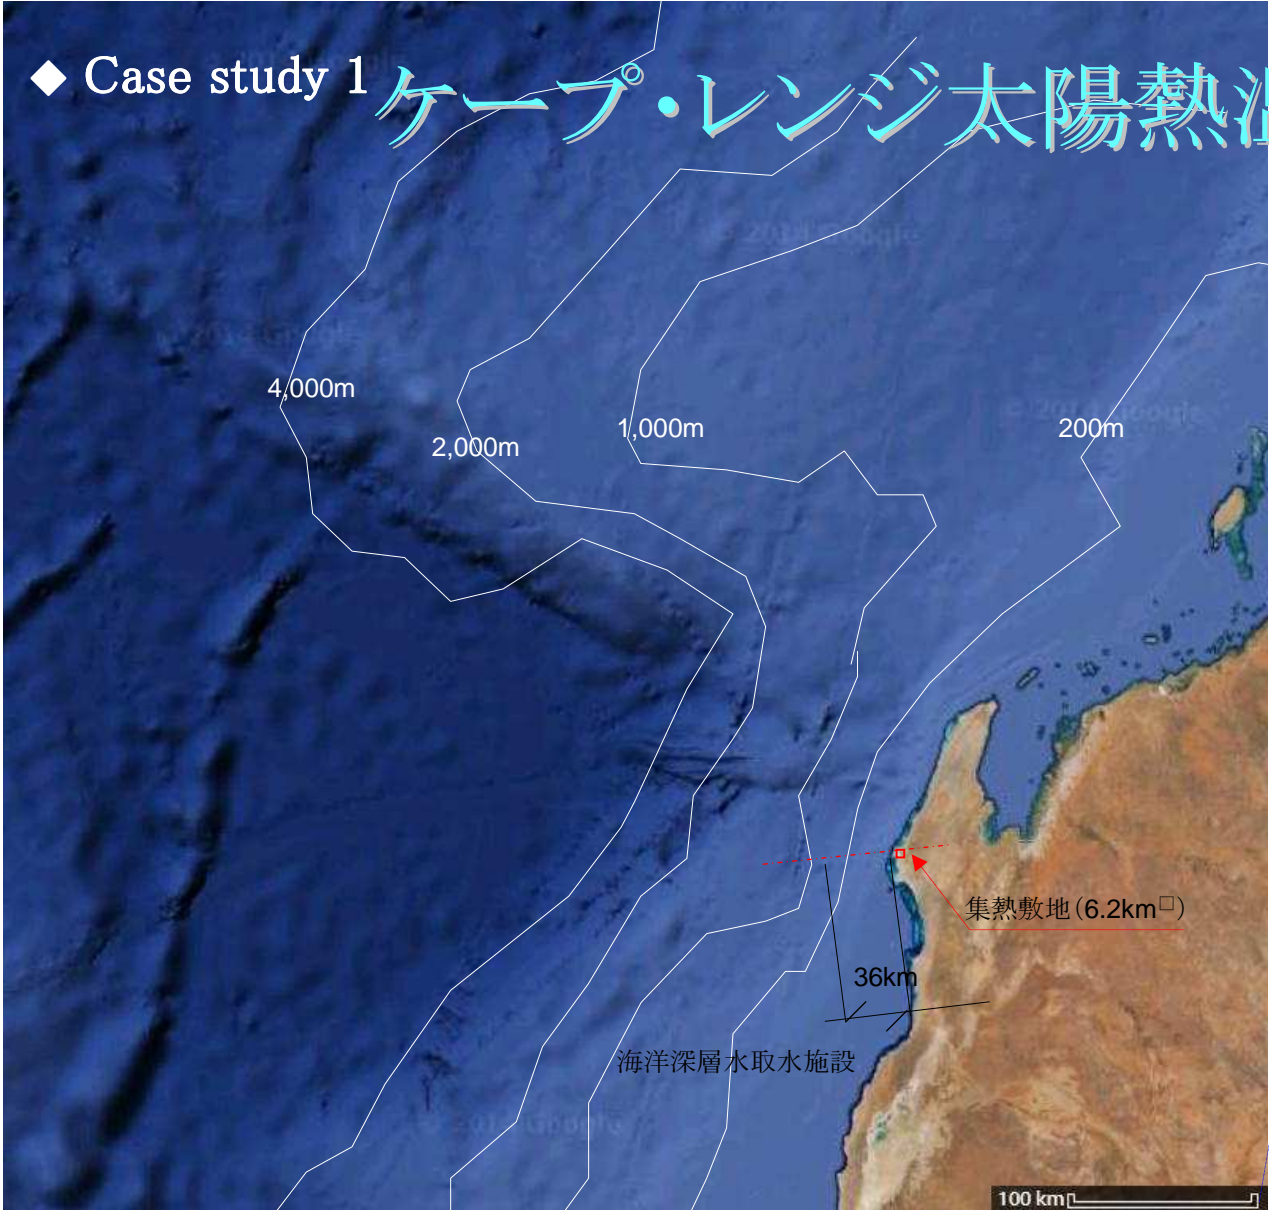 ◆ Case study 1
ケープ・レンジ太陽熱温
4,000m
2,000m
1,000m
200m
集熱敷地(6.2km□)
36km
海洋深層水取水施設
100 km